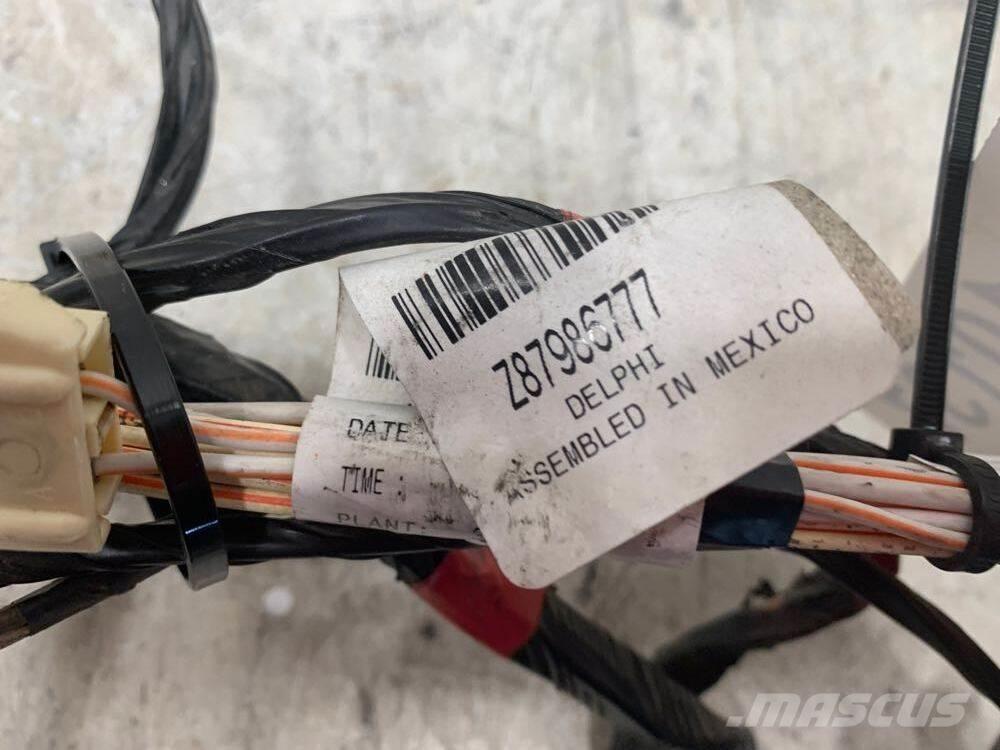 Z87986777
DELPHI
ASSEMBLED IN MEXICO
DATE
TIME :
PLANT:
MASCUS